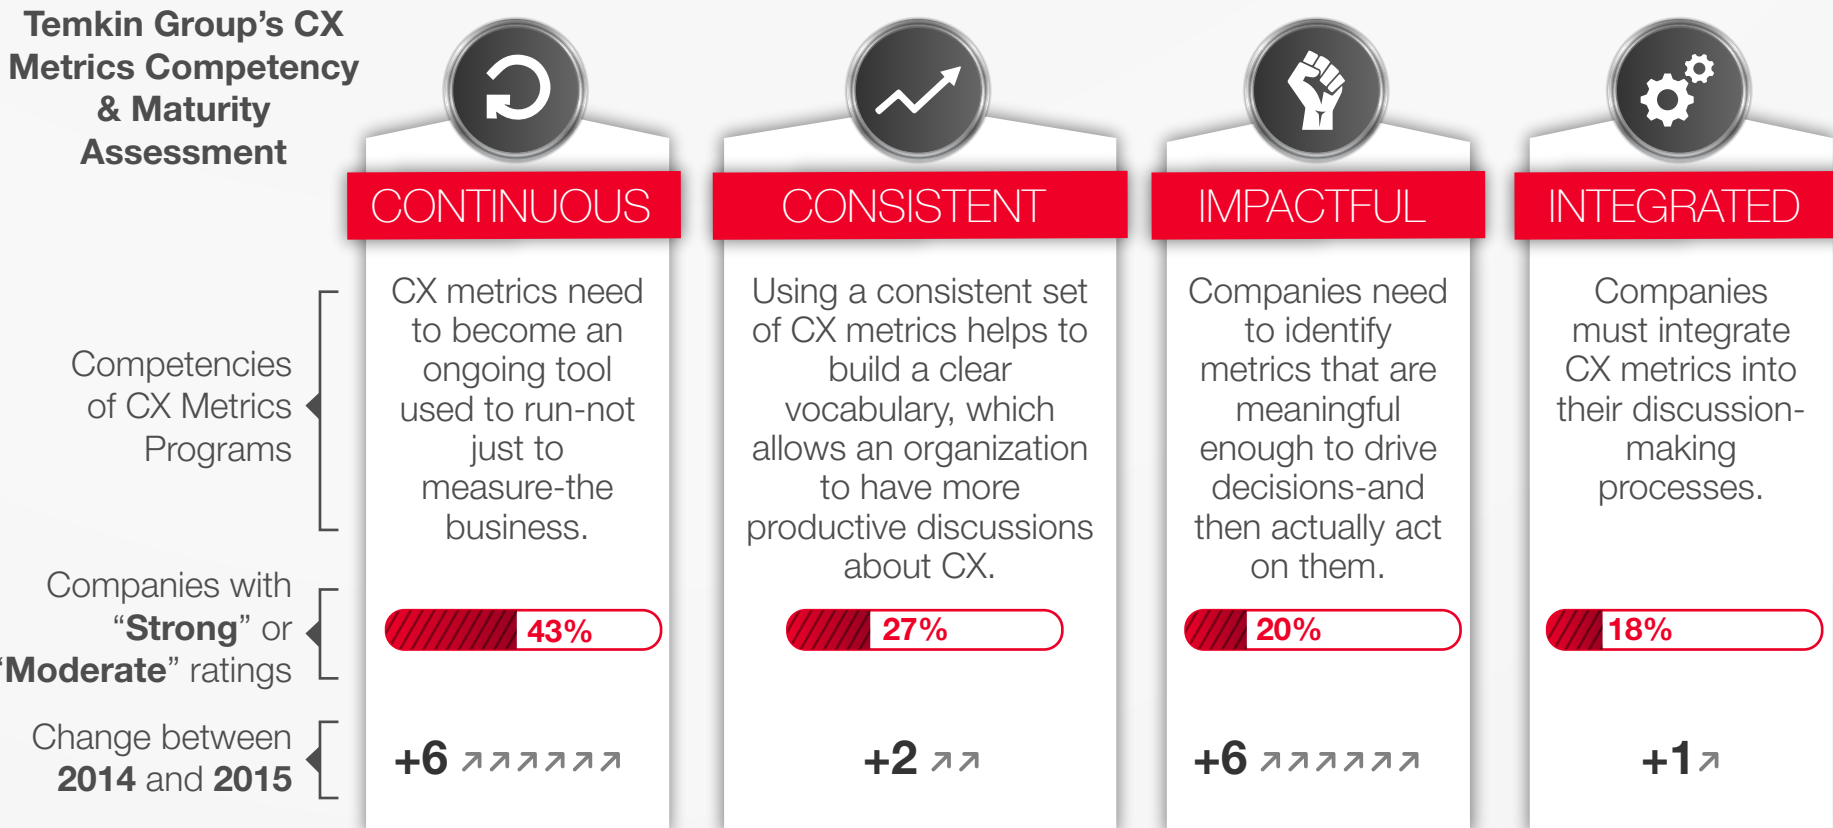 Temkin Group's CX
Metrics Competency
& Maturity
Assessment
CONTINUOUS
CONSISTENT
IMPACTFUL
INTEGRATED
Competencies
of CX Metrics
Programs
CX metrics need
to become an
ongoing tool
used to run-not
just to
measure-the
business.
Using a consistent set
of CX metrics helps to
build a clear
vocabulary, which
allows an organization
to have more
productive discussions
about CX.
Companies need
to identify
metrics that are
meaningful
enough to drive
decisions-and
then actually act
on them.
Companies
must integrate
CX metrics into
their discussion-
making
processes.
Companies with
“Strong” or
“Moderate” ratings
43%
27%
20%
18%
Change between
2014 and 2015
+6
+2
+6
+1